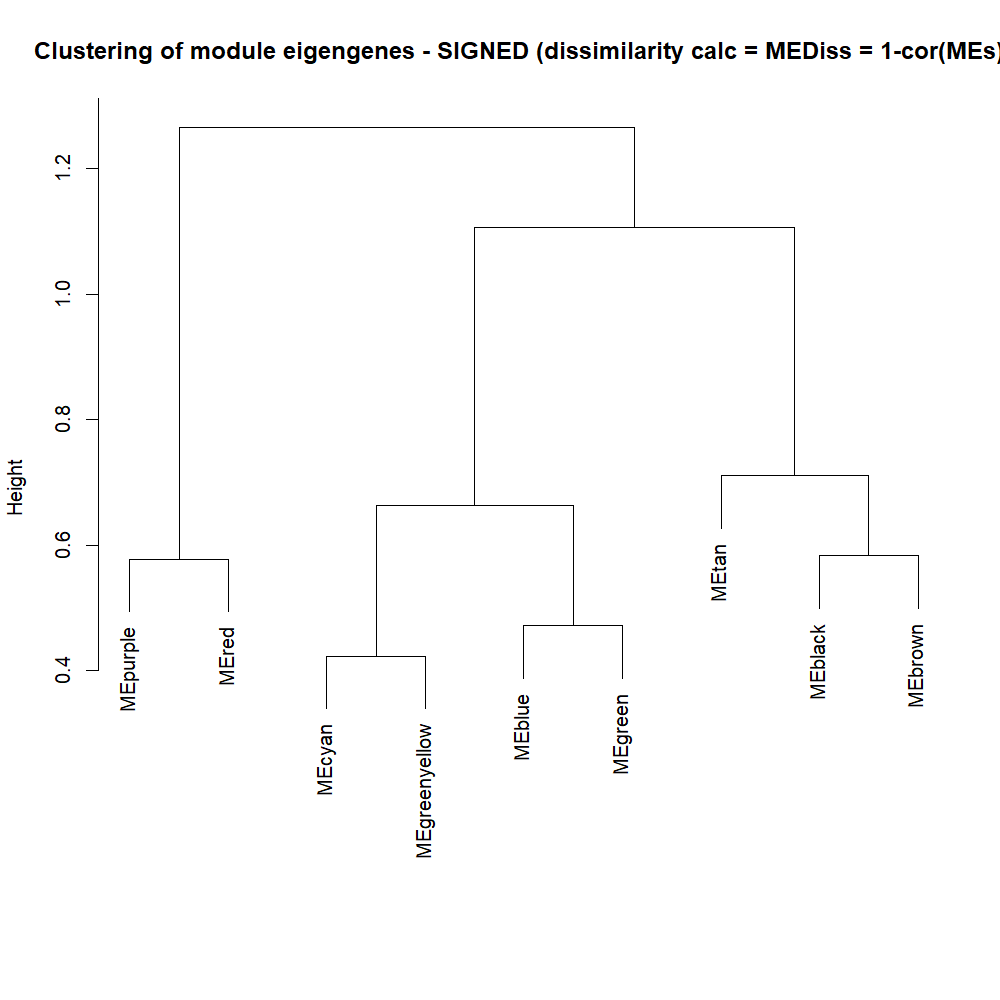 Clustering of module eigengenes - SIGNED (dissimilarity calc = MEDiss = 1-cor(MEs)
Height
1.2
1.0
0.8
0.6
0.4
MEpurple
MEred
MEcyan
MEgreenyellow
MEblue
MEgreen
MEtan
MEblack
MEbrown